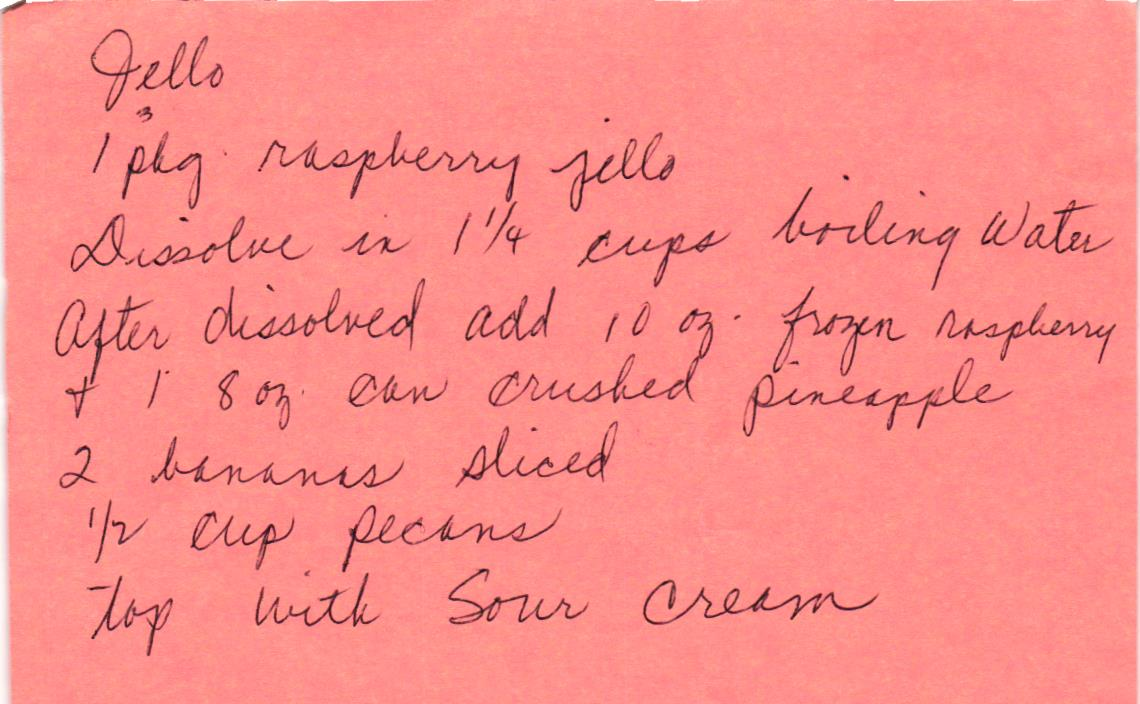 Jello
3
1 pkg. raspberry jello
Dissolve in 1 1/4 cups boiling Water
After dissolved add 10 oz. frozen raspberry
+ 1 8 oz. can crushed pineapple
2 bananas sliced
1/2 cup pecans
top with Sour cream